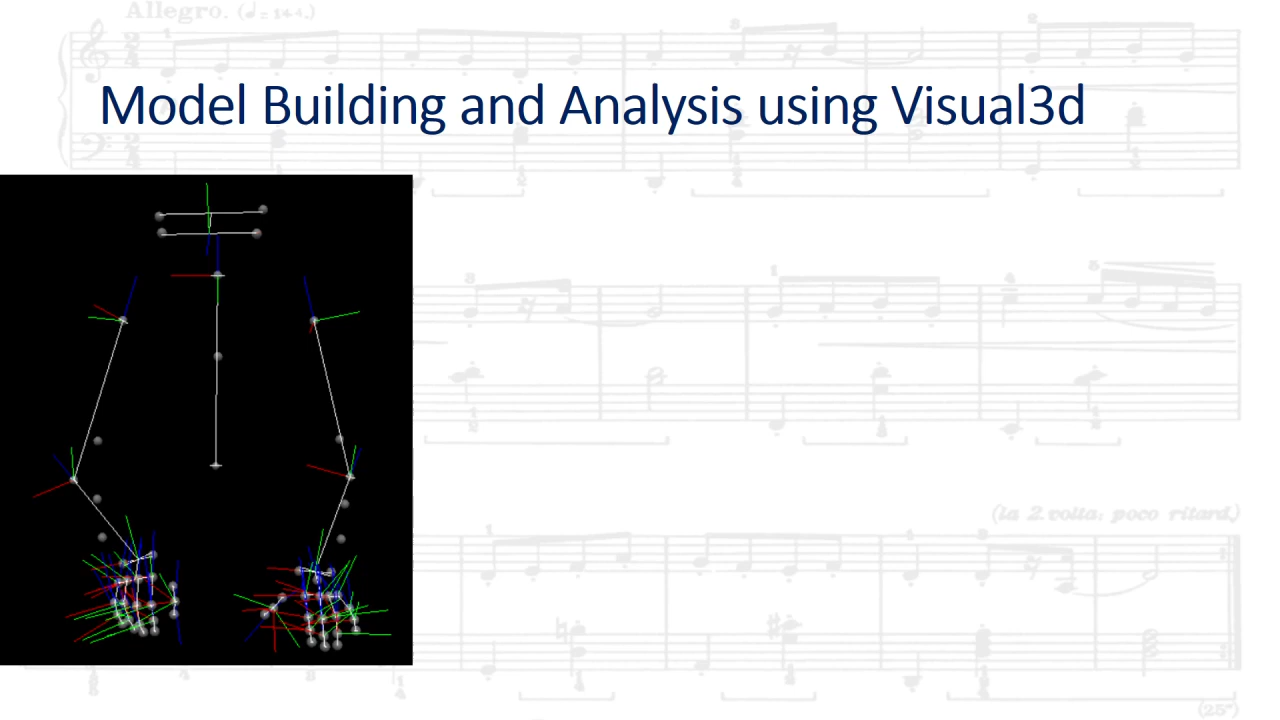 Allegro. (♩=144.)
Model Building and Analysis using Visual3d
(la 2 volta: poco ritard.)
(25")